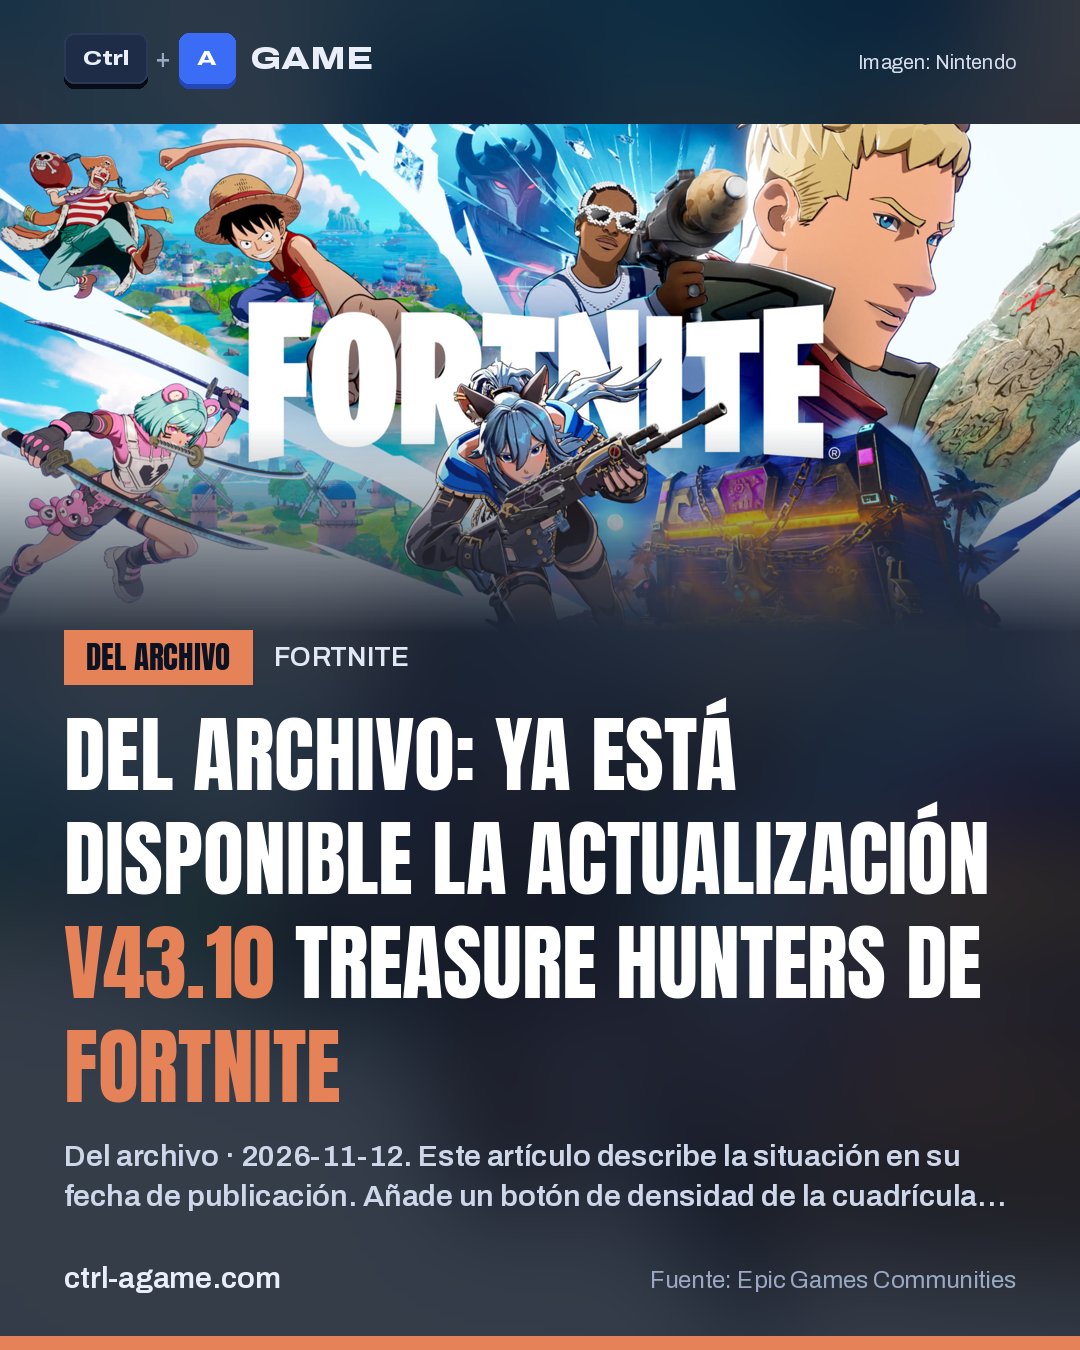 Ctrl + A GAME
Imagen: Nintendo
FORTNITE ®
DEL ARCHIVO FORTNITE
DEL ARCHIVO: YA ESTÁ
DISPONIBLE LA ACTUALIZACIÓN
V43.10 TREASURE HUNTERS DE
FORTNITE
Del archivo · 2026-11-12. Este artículo describe la situación en su
fecha de publicación. Añade un botón de densidad de la cuadrícula...
ctrl-agame.com
Fuente: Epic Games Communities